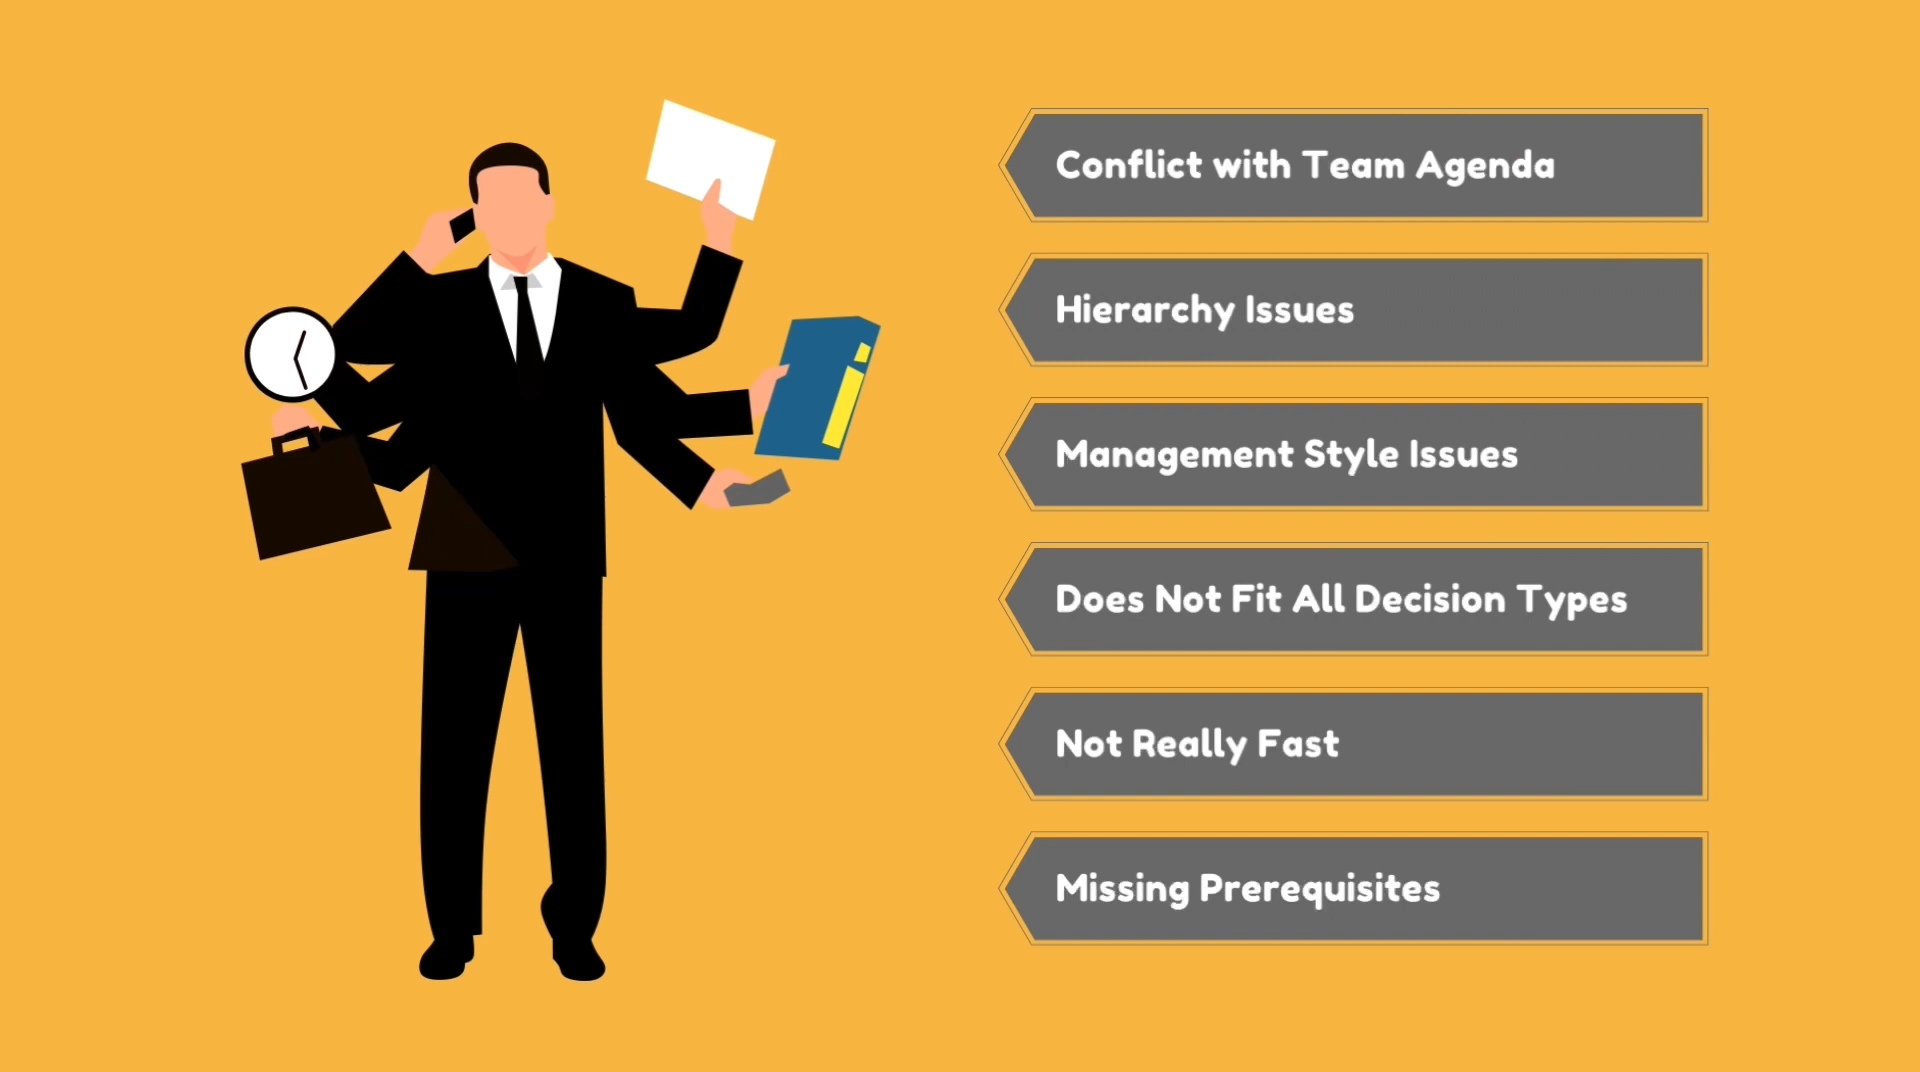 Conflict with Team Agenda
Hierarchy Issues
Management Style Issues
Does Not Fit All Decision Types
Not Really Fast
Missing Prerequisites